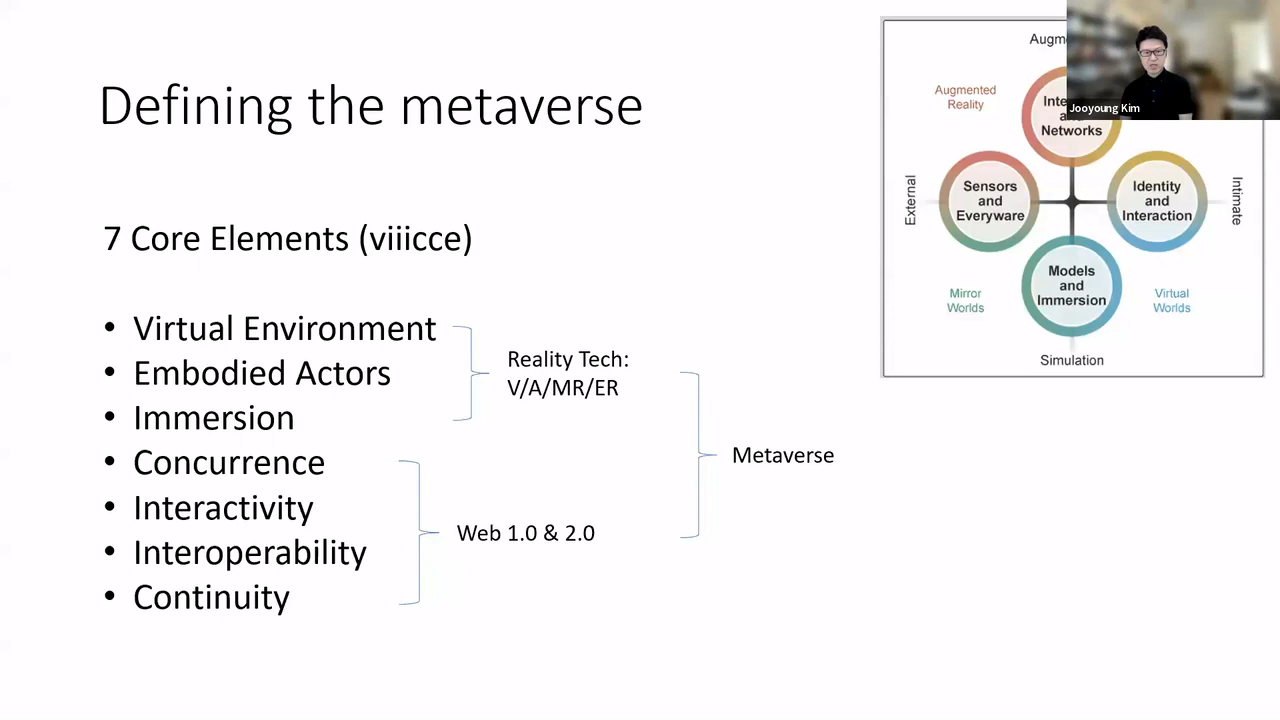 Defining the metaverse
7 Core Elements (viiicce)
• Virtual Environment
• Embodied Actors
• Immersion
• Concurrence
• Interactivity
• Interoperability
• Continuity
Reality Tech:
V/A/MR/ER
Web 1.0 & 2.0
Metaverse
Augmented
Reality
Networks
External
Sensors
and
Everyware
Identity
and
Interaction
Intimate
Models
and
Immersion
Mirror
Worlds
Virtual
Worlds
Simulation
Jooyoung Kim